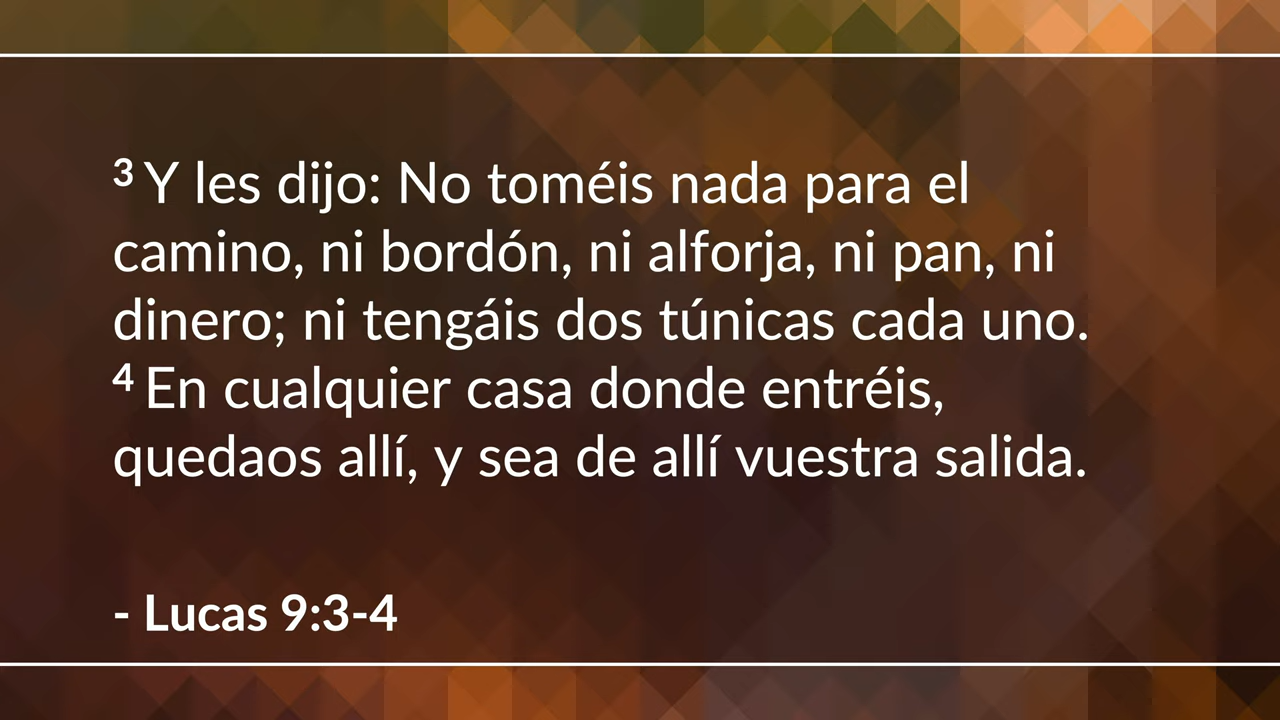 3 Y les dijo: No toméis nada para el
camino, ni bordón, ni alforja, ni pan, ni
dinero; ni tengáis dos túnicas cada uno.
4 En cualquier casa donde entréis,
quedaos allí, y sea de allí vuestra salida.
- Lucas 9:3-4